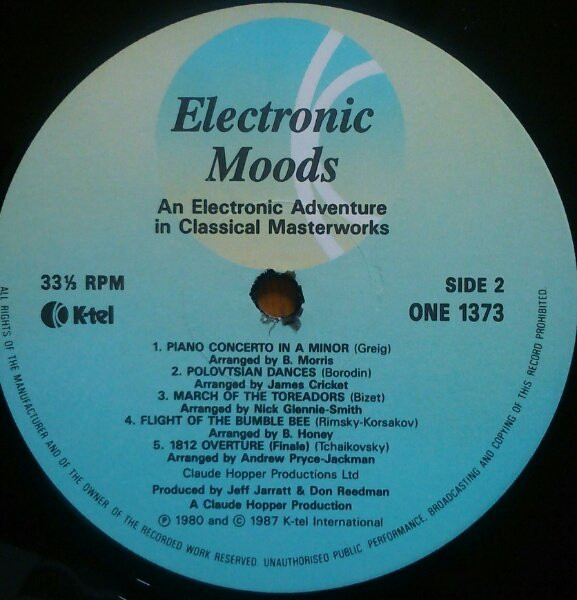 Electronic
Moods
An Electronic Adventure
in Classical Masterworks
33⅓ RPM
K-tel
SIDE 2
ONE 1373
1. PIANO CONCERTO IN A MINOR (Greig)
Arranged by B. Morris
2. POLOVTSIAN DANCES (Borodin)
Arranged by James Cricket
3. MARCH OF THE TOREADORS (Bizet)
Arranged by Nick Glennie-Smith
4. FLIGHT OF THE BUMBLE BEE (Rimsky-Korsakov)
Arranged by B. Honey
5. 1812 OVERTURE (Finale) (Tchaikovsky)
Arranged by Andrew Pryce-Jackman
Claude Hopper Productions Ltd
Produced by Jeff Jarratt & Don Reedman
A Claude Hopper Production
℗ 1980 and © 1987 K-tel International
ALL RIGHTS OF THE MANUFACTURER AND OF THE OWNER OF THE RECORDED WORK RESERVED. UNAUTHORISED PUBLIC PERFORMANCE, BROADCASTING AND COPYING OF THIS RECORD PROHIBITED.